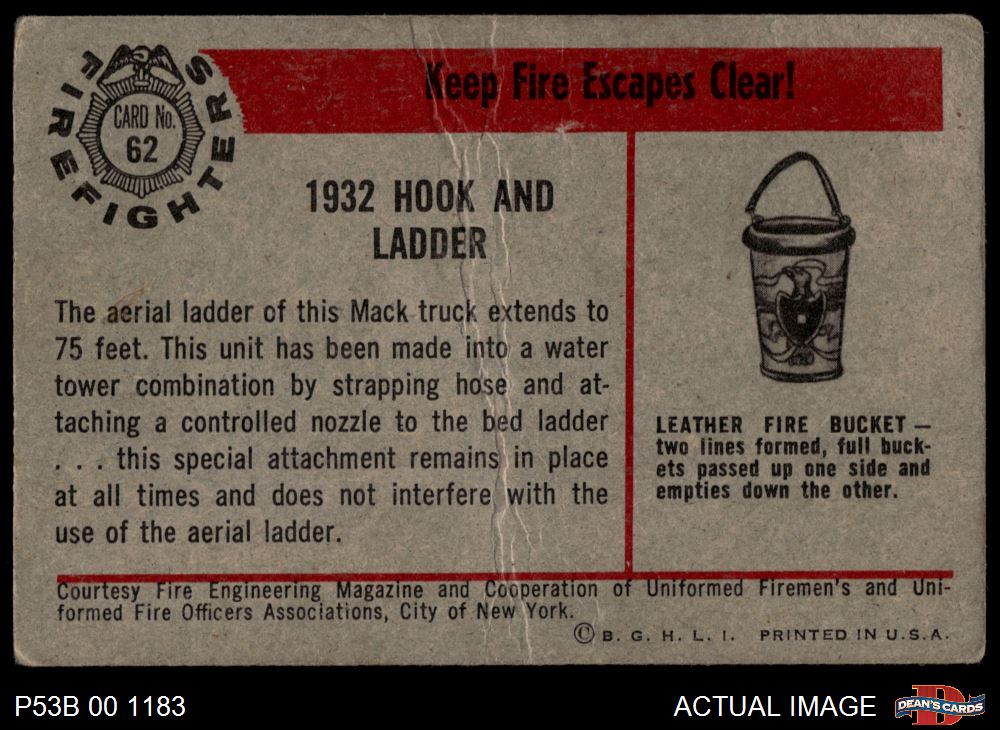 FIREFIGHTERS
CARD No.
62
Keep Fire Escapes Clear!
1932 HOOK AND
LADDER
The aerial ladder of this Mack truck extends to
75 feet. This unit has been made into a water
tower combination by strapping hose and at-
taching a controlled nozzle to the bed ladder
. . . this special attachment remains in place
at all times and does not interfere with the
use of the aerial ladder.
LEATHER FIRE BUCKET —
two lines formed, full buck-
ets passed up one side and
empties down the other.
Courtesy Fire Engineering Magazine and Cooperation of Uniformed Firemen's and Uni-
formed Fire Officers Associations, City of New York.
© B. G. H. L. I. PRINTED IN U.S.A.
P53B 00 1183
ACTUAL IMAGE
D
DEAN'S CARDS